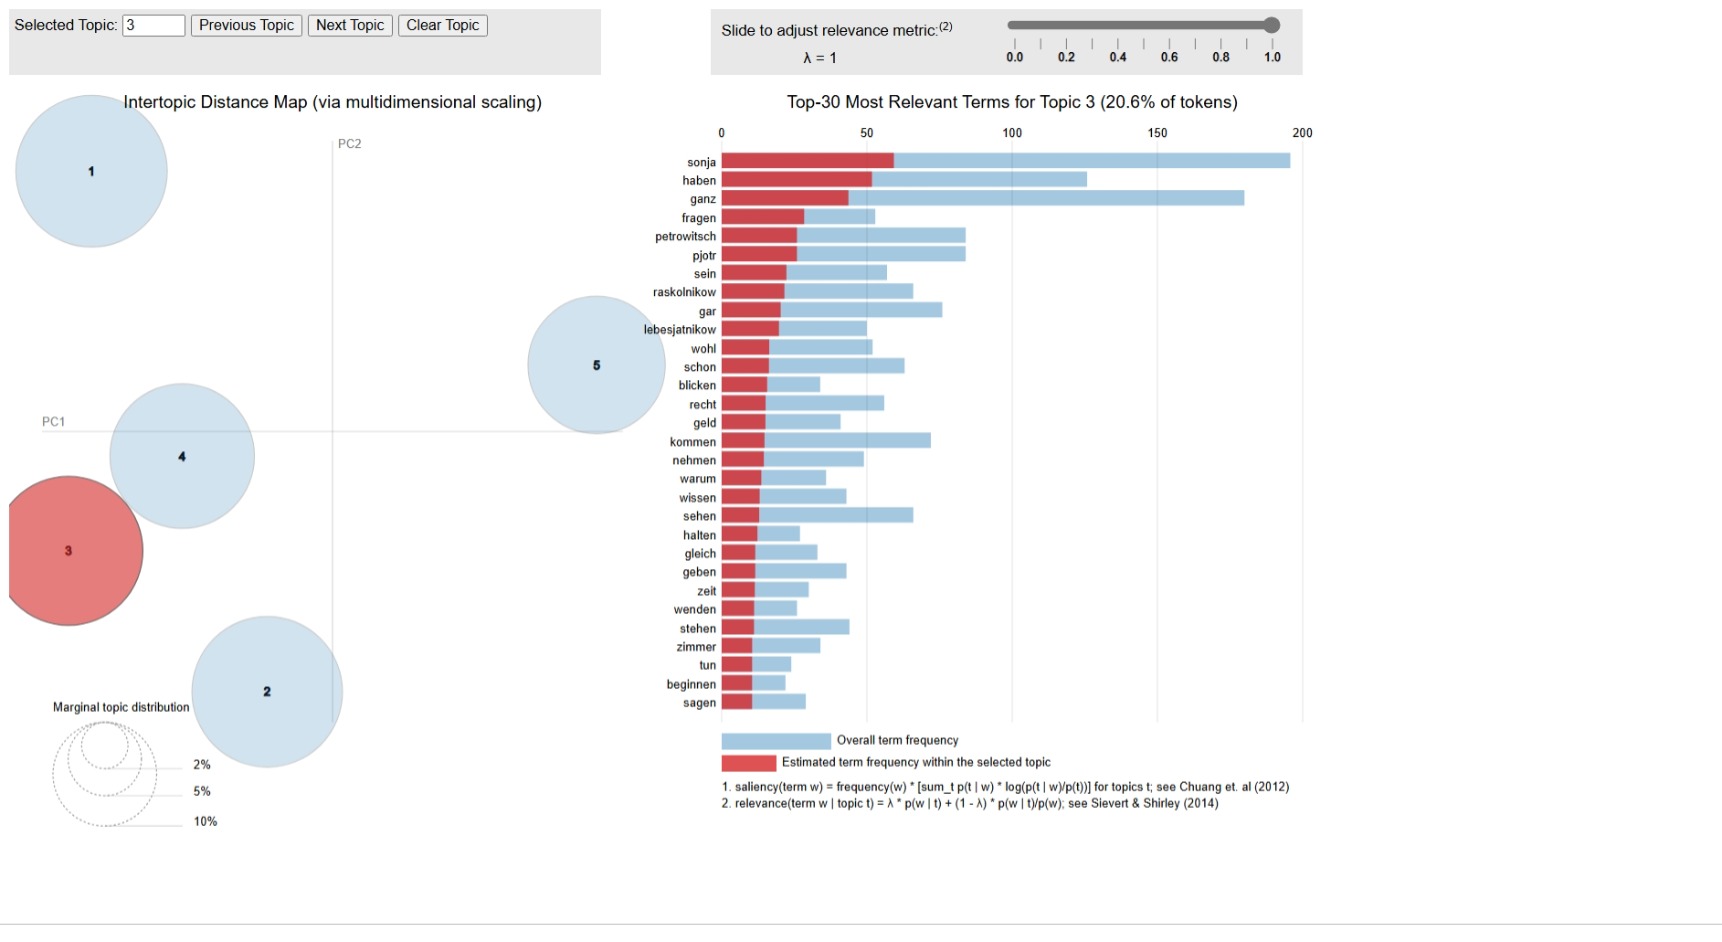 Selected Topic: 3 Previous Topic Next Topic Clear Topic
Slide to adjust relevance metric:(2)
λ = 1
0.0 0.2 0.4 0.6 0.8 1.0
Intertopic Distance Map (via multidimensional scaling)
PC2
PC1
1
5
4
3
2
Marginal topic distribution
2%
5%
10%
Top-30 Most Relevant Terms for Topic 3 (20.6% of tokens)
0 50 100 150 200
sonja
haben
ganz
fragen
petrowitsch
pjotr
sein
raskolnikow
gar
lebesjatnikow
wohl
schon
blicken
recht
geld
kommen
nehmen
warum
wissen
sehen
halten
gleich
geben
zeit
wenden
stehen
zimmer
tun
beginnen
sagen
Overall term frequency
Estimated term frequency within the selected topic
1. saliency(term w) = frequency(w) * [sum_t p(t | w) * log(p(t | w)/p(t))] for topics t; see Chuang et. al (2012)
2. relevance(term w | topic t) = λ * p(w | t) + (1 - λ) * p(w | t)/p(w); see Sievert & Shirley (2014)